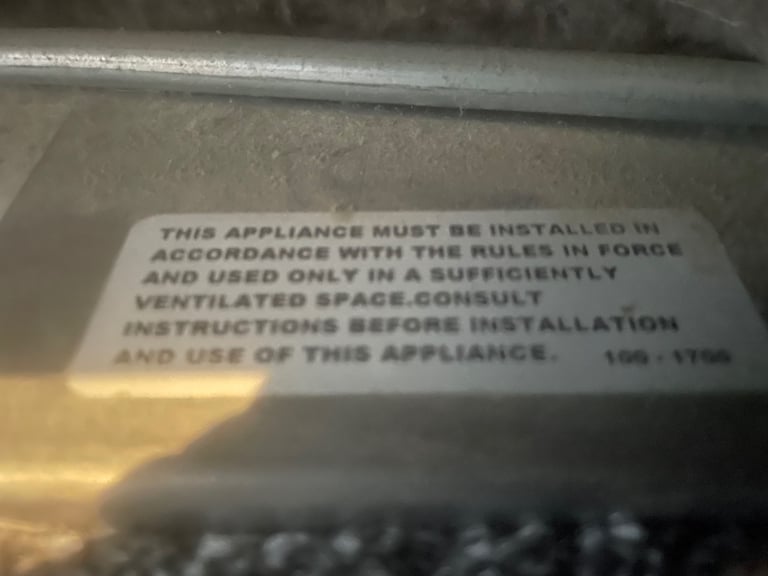 THIS APPLIANCE MUST BE INSTALLED IN
ACCORDANCE WITH THE RULES IN FORCE
AND USED ONLY IN A SUFFICIENTLY
VENTILATED SPACE.CONSULT
INSTRUCTIONS BEFORE INSTALLATION
AND USE OF THIS APPLIANCE.